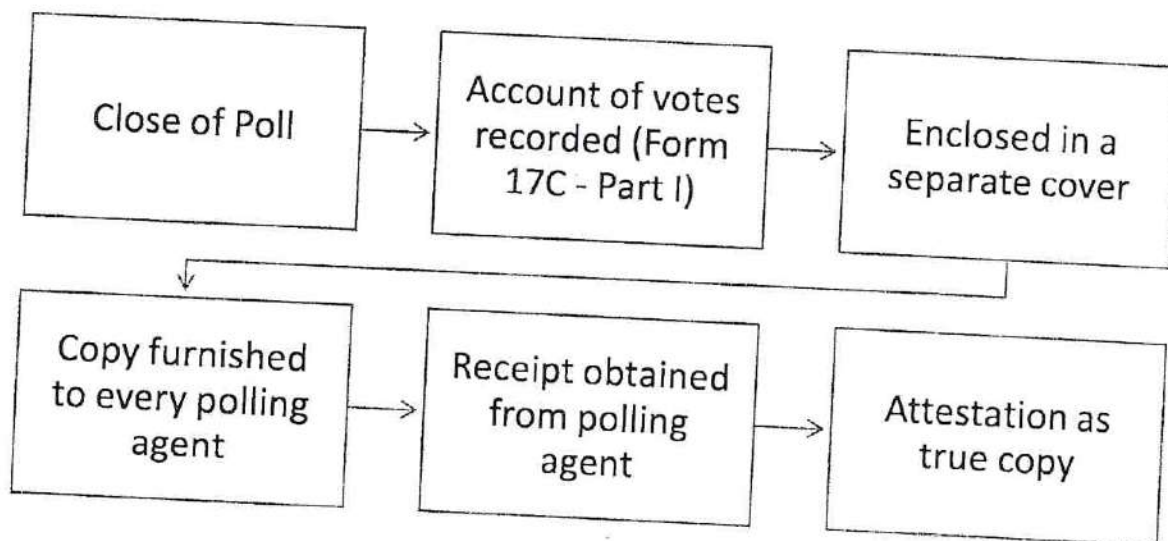 Close of Poll
Account of votes
recorded (Form
17C - Part I)
Enclosed in a
separate cover
Copy furnished
to every polling
agent
Receipt obtained
from polling
agent
Attestation as
true copy